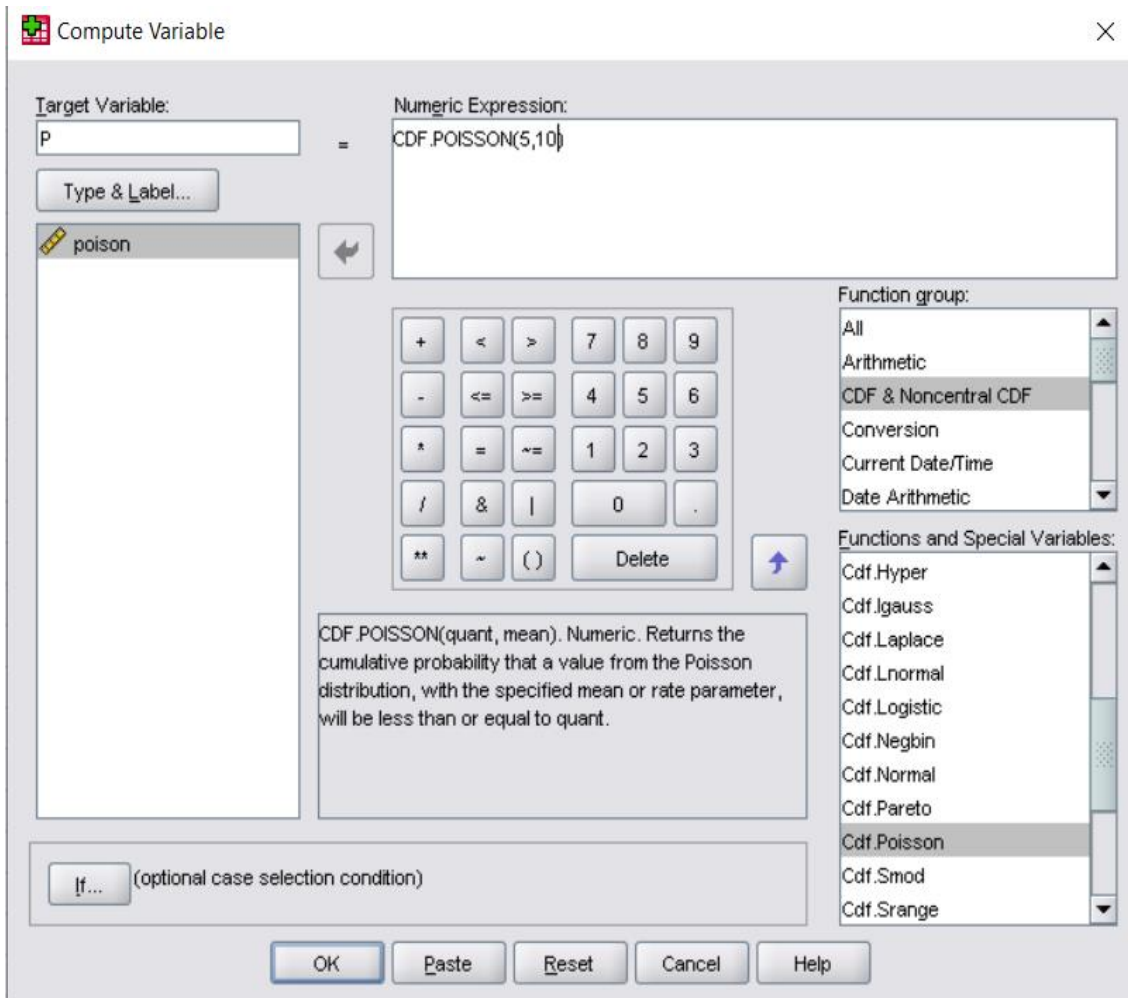 Compute Variable
Target Variable:
P
=
Numeric Expression:
CDF.POISSON(5,10)
Type & Label...
poison
+ < > 7 8 9
- <= >= 4 5 6
* = ~= 1 2 3
/ & | 0 .
** ~ ( ) Delete
Function group:
All
Arithmetic
CDF & Noncentral CDF
Conversion
Current Date/Time
Date Arithmetic
CDF.POISSON(quant, mean). Numeric. Returns the
cumulative probability that a value from the Poisson
distribution, with the specified mean or rate parameter,
will be less than or equal to quant.
Functions and Special Variables:
Cdf.Hyper
Cdf.Igauss
Cdf.Laplace
Cdf.Lnormal
Cdf.Logistic
Cdf.Negbin
Cdf.Normal
Cdf.Pareto
Cdf.Poisson
Cdf.Smod
Cdf.Srange
If... (optional case selection condition)
OK Paste Reset Cancel Help